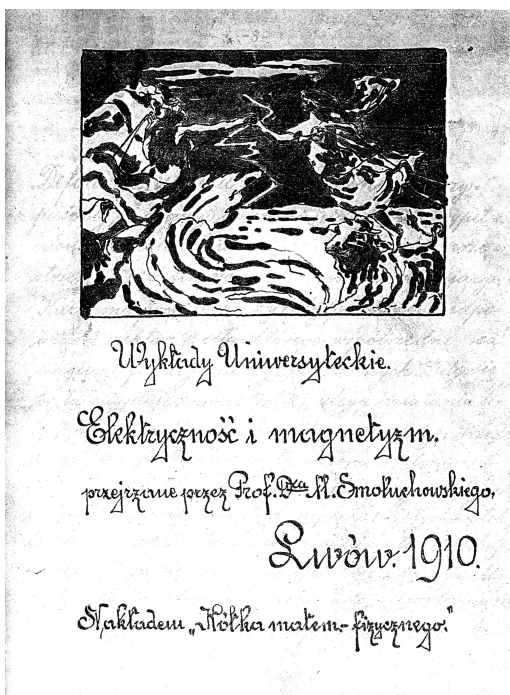 Wykłady Uniwersyteckie.
Elektryczność i magnetyzm.
przejrzane przez Prof. Dra M. Smoluchowskiego.
Lwów. 1910.
Nakładem „Kółka matem.-fizycznego."